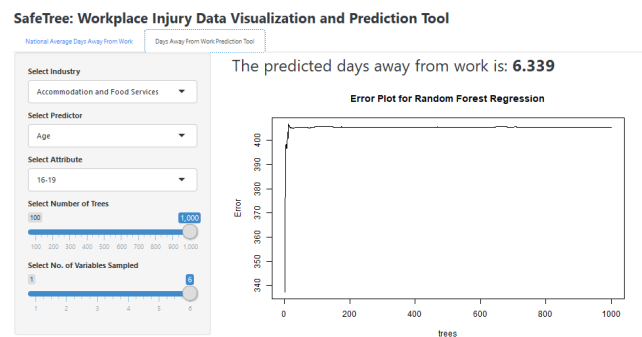 SafeTree: Workplace Injury Data Visualization and Prediction Tool
National Average Days Away From Work
Days Away From Work Prediction Tool
Select Industry
Accommodation and Food Services
Select Predictor
Age
Select Attribute
16-19
Select Number of Trees
100 1,000
100 200 300 400 500 600 700 800 900 1,000
Select No. of Variables Sampled
1 6
1 2 3 4 5 6
The predicted days away from work is: 6.339
Error Plot for Random Forest Regression
Error
340 350 360 370 380 390 400
0 200 400 600 800 1000
trees